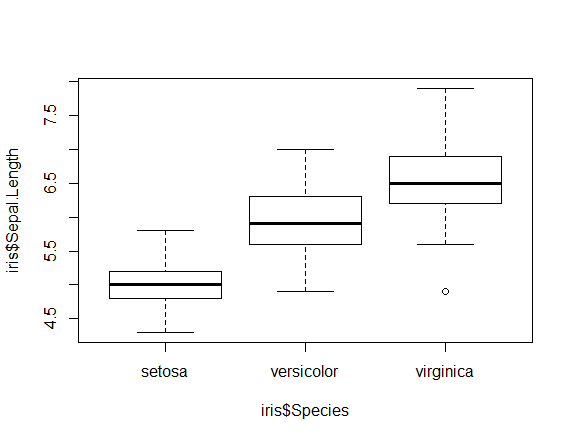 iris$Sepal.Length
7.5
6.5
5.5
4.5
setosa versicolor virginica
iris$Species